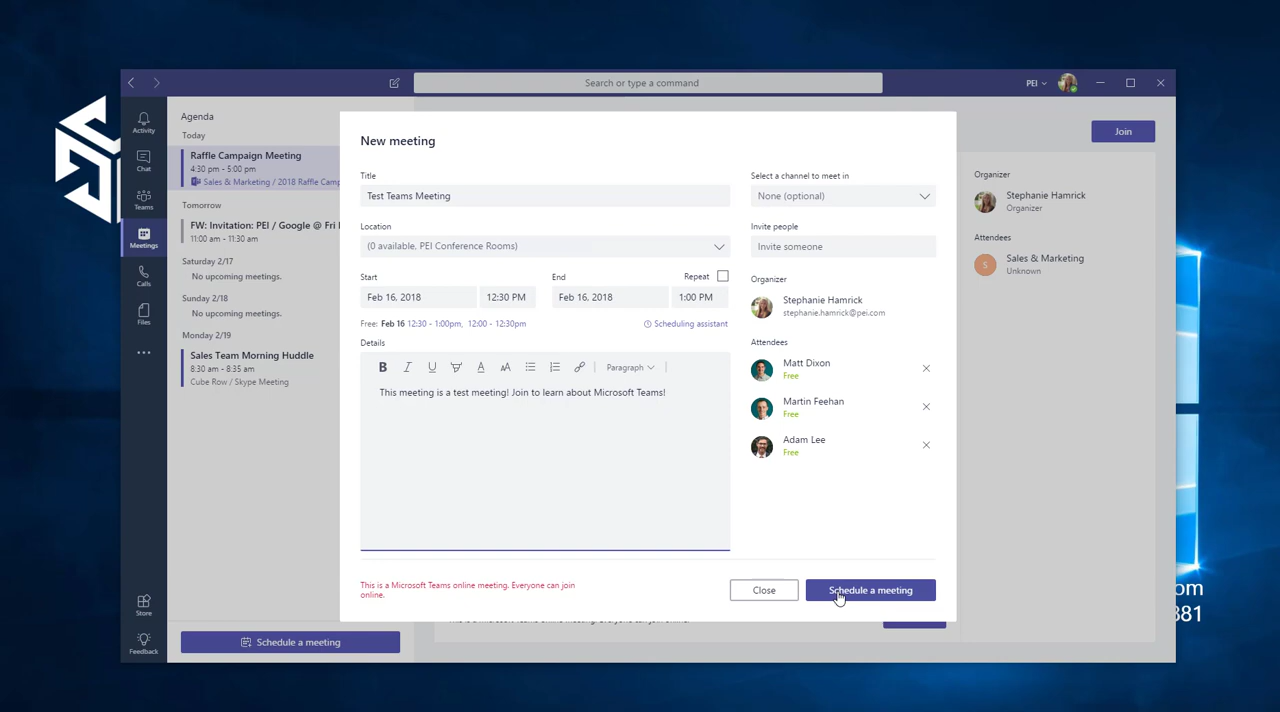 Search or type a command
PEI
Activity
Chat
Teams
Meetings
Calls
Files
Store
Feedback
Agenda
Today
Raffle Campaign Meeting
4:30 pm - 5:00 pm
Sales & Marketing / 2018 Raffle Camp
Tomorrow
FW: Invitation: PEI / Google @ Fri
11:00 am - 11:30 am
Saturday 2/17
No upcoming meetings.
Sunday 2/18
No upcoming meetings.
Monday 2/19
Sales Team Morning Huddle
8:30 am - 8:35 am
Cube Row / Skype Meeting
Schedule a meeting
New meeting
Title
Test Teams Meeting
Location
(0 available, PEI Conference Rooms)
Start
End
Repeat
Feb 16, 2018
12:30 PM
Feb 16, 2018
1:00 PM
Free: Feb 16 12:30 - 1:00pm, 12:00 - 12:30pm
Scheduling assistant
Details
B I U A AA Paragraph
This meeting is a test meeting! Join to learn about Microsoft Teams!
This is a Microsoft Teams online meeting. Everyone can join
online.
Select a channel to meet in
None (optional)
Invite people
Invite someone
Organizer
Stephanie Hamrick
stephanie.hamrick@pei.com
Attendees
Matt Dixon
Free
Martin Feehan
Free
Adam Lee
Free
Close
Schedule a meeting
Join
Organizer
Stephanie Hamrick
Organizer
Attendees
S
Sales & Marketing
Unknown
om
881